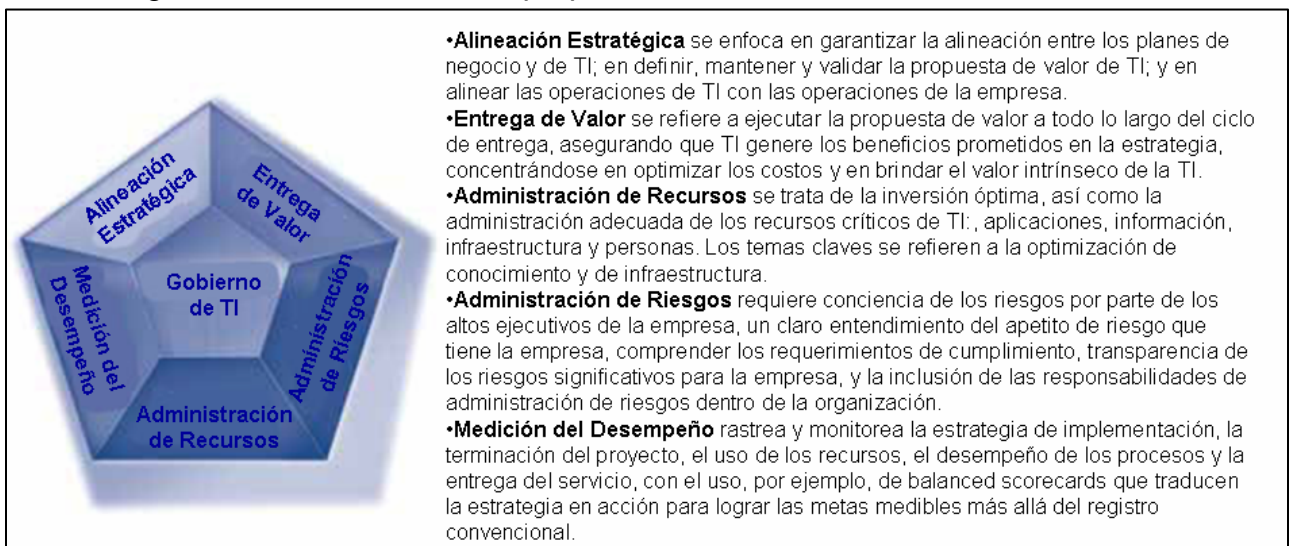 Alineación
Estratégica
Entrega
de Valor
Medición del
Desempeño
Gobierno
de TI
Administración
de Riesgos
Administración
de Recursos
•Alineación Estratégica se enfoca en garantizar la alineación entre los planes de
negocio y de TI; en definir, mantener y validar la propuesta de valor de TI; y en
alinear las operaciones de TI con las operaciones de la empresa.
•Entrega de Valor se refiere a ejecutar la propuesta de valor a todo lo largo del ciclo
de entrega, asegurando que TI genere los beneficios prometidos en la estrategia,
concentrándose en optimizar los costos y en brindar el valor intrínseco de la TI.
•Administración de Recursos se trata de la inversión óptima, así como la
administración adecuada de los recursos críticos de TI:, aplicaciones, información,
infraestructura y personas. Los temas claves se refieren a la optimización de
conocimiento y de infraestructura.
•Administración de Riesgos requiere conciencia de los riesgos por parte de los
altos ejecutivos de la empresa, un claro entendimiento del apetito de riesgo que
tiene la empresa, comprender los requerimientos de cumplimiento, transparencia de
los riesgos significativos para la empresa, y la inclusión de las responsabilidades de
administración de riesgos dentro de la organización.
•Medición del Desempeño rastrea y monitorea la estrategia de implementación, la
terminación del proyecto, el uso de los recursos, el desempeño de los procesos y la
entrega del servicio, con el uso, por ejemplo, de balanced scorecards que traducen
la estrategia en acción para lograr las metas medibles más allá del registro
convencional.